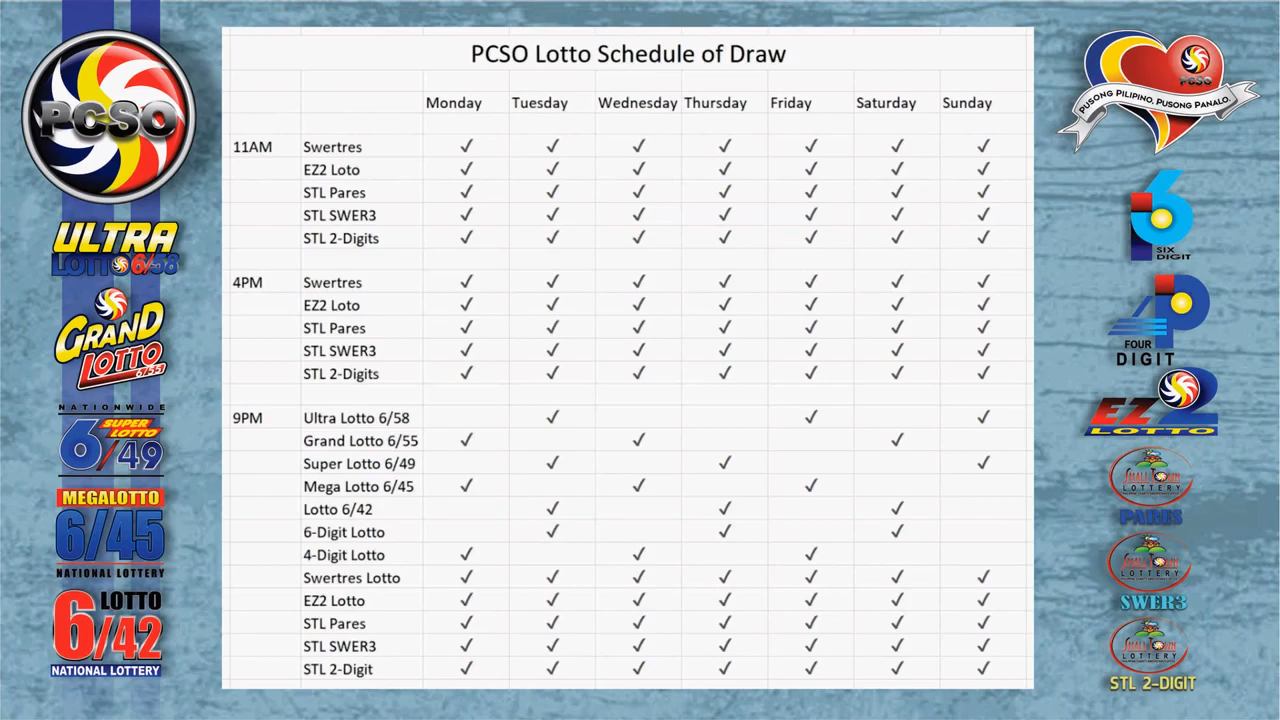 PCSO Lotto Schedule of Draw
Monday Tuesday Wednesday Thursday Friday Saturday Sunday
11AM Swertres ✓ ✓ ✓ ✓ ✓ ✓ ✓
EZ2 Loto ✓ ✓ ✓ ✓ ✓ ✓ ✓
STL Pares ✓ ✓ ✓ ✓ ✓ ✓ ✓
STL SWER3 ✓ ✓ ✓ ✓ ✓ ✓ ✓
STL 2-Digits ✓ ✓ ✓ ✓ ✓ ✓ ✓
4PM Swertres ✓ ✓ ✓ ✓ ✓ ✓ ✓
EZ2 Loto ✓ ✓ ✓ ✓ ✓ ✓ ✓
STL Pares ✓ ✓ ✓ ✓ ✓ ✓ ✓
STL SWER3 ✓ ✓ ✓ ✓ ✓ ✓ ✓
STL 2-Digits ✓ ✓ ✓ ✓ ✓ ✓ ✓
9PM Ultra Lotto 6/58 ✓ ✓ ✓
Grand Lotto 6/55 ✓ ✓ ✓
Super Lotto 6/49 ✓ ✓ ✓
Mega Lotto 6/45 ✓ ✓ ✓
Lotto 6/42 ✓ ✓ ✓
6-Digit Lotto ✓ ✓ ✓
4-Digit Lotto ✓ ✓ ✓
Swertres Lotto ✓ ✓ ✓ ✓ ✓ ✓ ✓
EZ2 Lotto ✓ ✓ ✓ ✓ ✓ ✓ ✓
STL Pares ✓ ✓ ✓ ✓ ✓ ✓ ✓
STL SWER3 ✓ ✓ ✓ ✓ ✓ ✓ ✓
STL 2-Digit ✓ ✓ ✓ ✓ ✓ ✓ ✓
PCSO
ULTRA
LOTTO 6/58
GRAND
LOTTO
6/55
NATIONWIDE
SUPER
LOTTO
6/49
MEGALOTTO
6/45
NATIONAL LOTTERY
6/42 LOTTO
NATIONAL LOTTERY
PCSO
PUSONG PILIPINO, PUSONG PANALO.
6
SIX
DIGIT
4
FOUR
DIGIT
EZ2
LOTTO
SMALL TOWN
LOTTERY
PARES
SMALL TOWN
LOTTERY
SWER3
SMALL TOWN
LOTTERY
STL 2-DIGIT